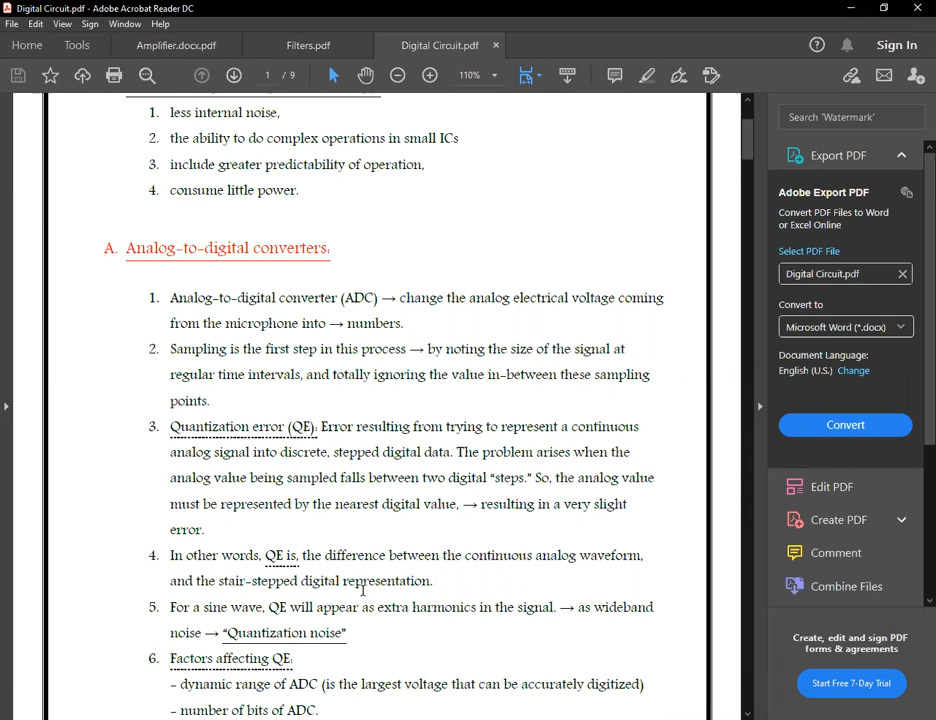 Digital Circuit.pdf - Adobe Acrobat Reader DC
File Edit View Sign Window Help
Home Tools Amplifier.docx.pdf Filters.pdf Digital Circuit.pdf × Sign In
1 / 9 110%
1. less internal noise,
2. the ability to do complex operations in small ICs
3. include greater predictability of operation,
4. consume little power.
A. Analog-to-digital converters:
1. Analog-to-digital converter (ADC) → change the analog electrical voltage coming
from the microphone into → numbers.
2. Sampling is the first step in this process → by noting the size of the signal at
regular time intervals, and totally ignoring the value in-between these sampling
points.
3. Quantization error (QE): Error resulting from trying to represent a continuous
analog signal into discrete, stepped digital data. The problem arises when the
analog value being sampled falls between two digital "steps." So, the analog value
must be represented by the nearest digital value, → resulting in a very slight
error.
4. In other words, QE is, the difference between the continuous analog waveform,
and the stair-stepped digital representation.
5. For a sine wave, QE will appear as extra harmonics in the signal. → as wideband
noise → "Quantization noise"
6. Factors affecting QE:
- dynamic range of ADC (is the largest voltage that can be accurately digitized)
- number of bits of ADC.
Search 'Watermark'
Export PDF
Adobe Export PDF
Convert PDF Files to Word
or Excel Online
Select PDF File
Digital Circuit.pdf ×
Convert to
Microsoft Word (*.docx)
Document Language:
English (U.S.) Change
Convert
Edit PDF
Create PDF
Comment
Combine Files
Create, edit and sign PDF
forms & agreements
Start Free 7-Day Trial